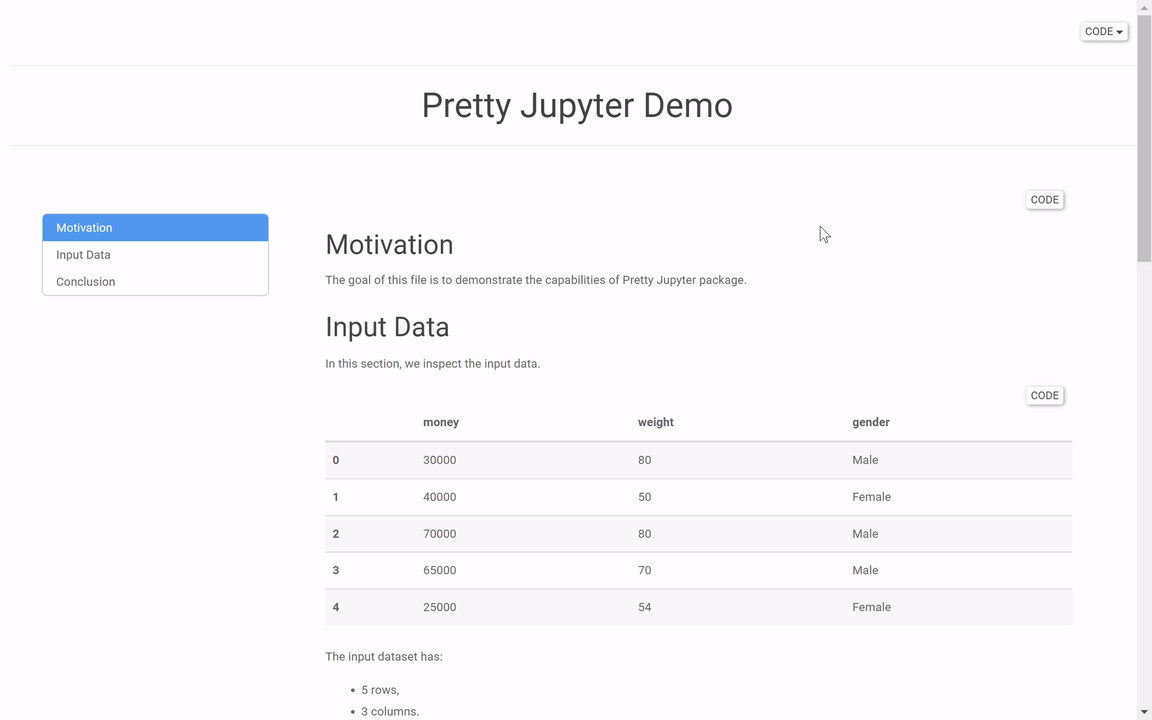 CODE
Pretty Jupyter Demo
CODE
Motivation
Input Data
Conclusion
Motivation
The goal of this file is to demonstrate the capabilities of Pretty Jupyter package.
Input Data
In this section, we inspect the input data.
CODE
money weight gender
0 30000 80 Male
1 40000 50 Female
2 70000 80 Male
3 65000 70 Male
4 25000 54 Female
The input dataset has:
• 5 rows,
• 3 columns.